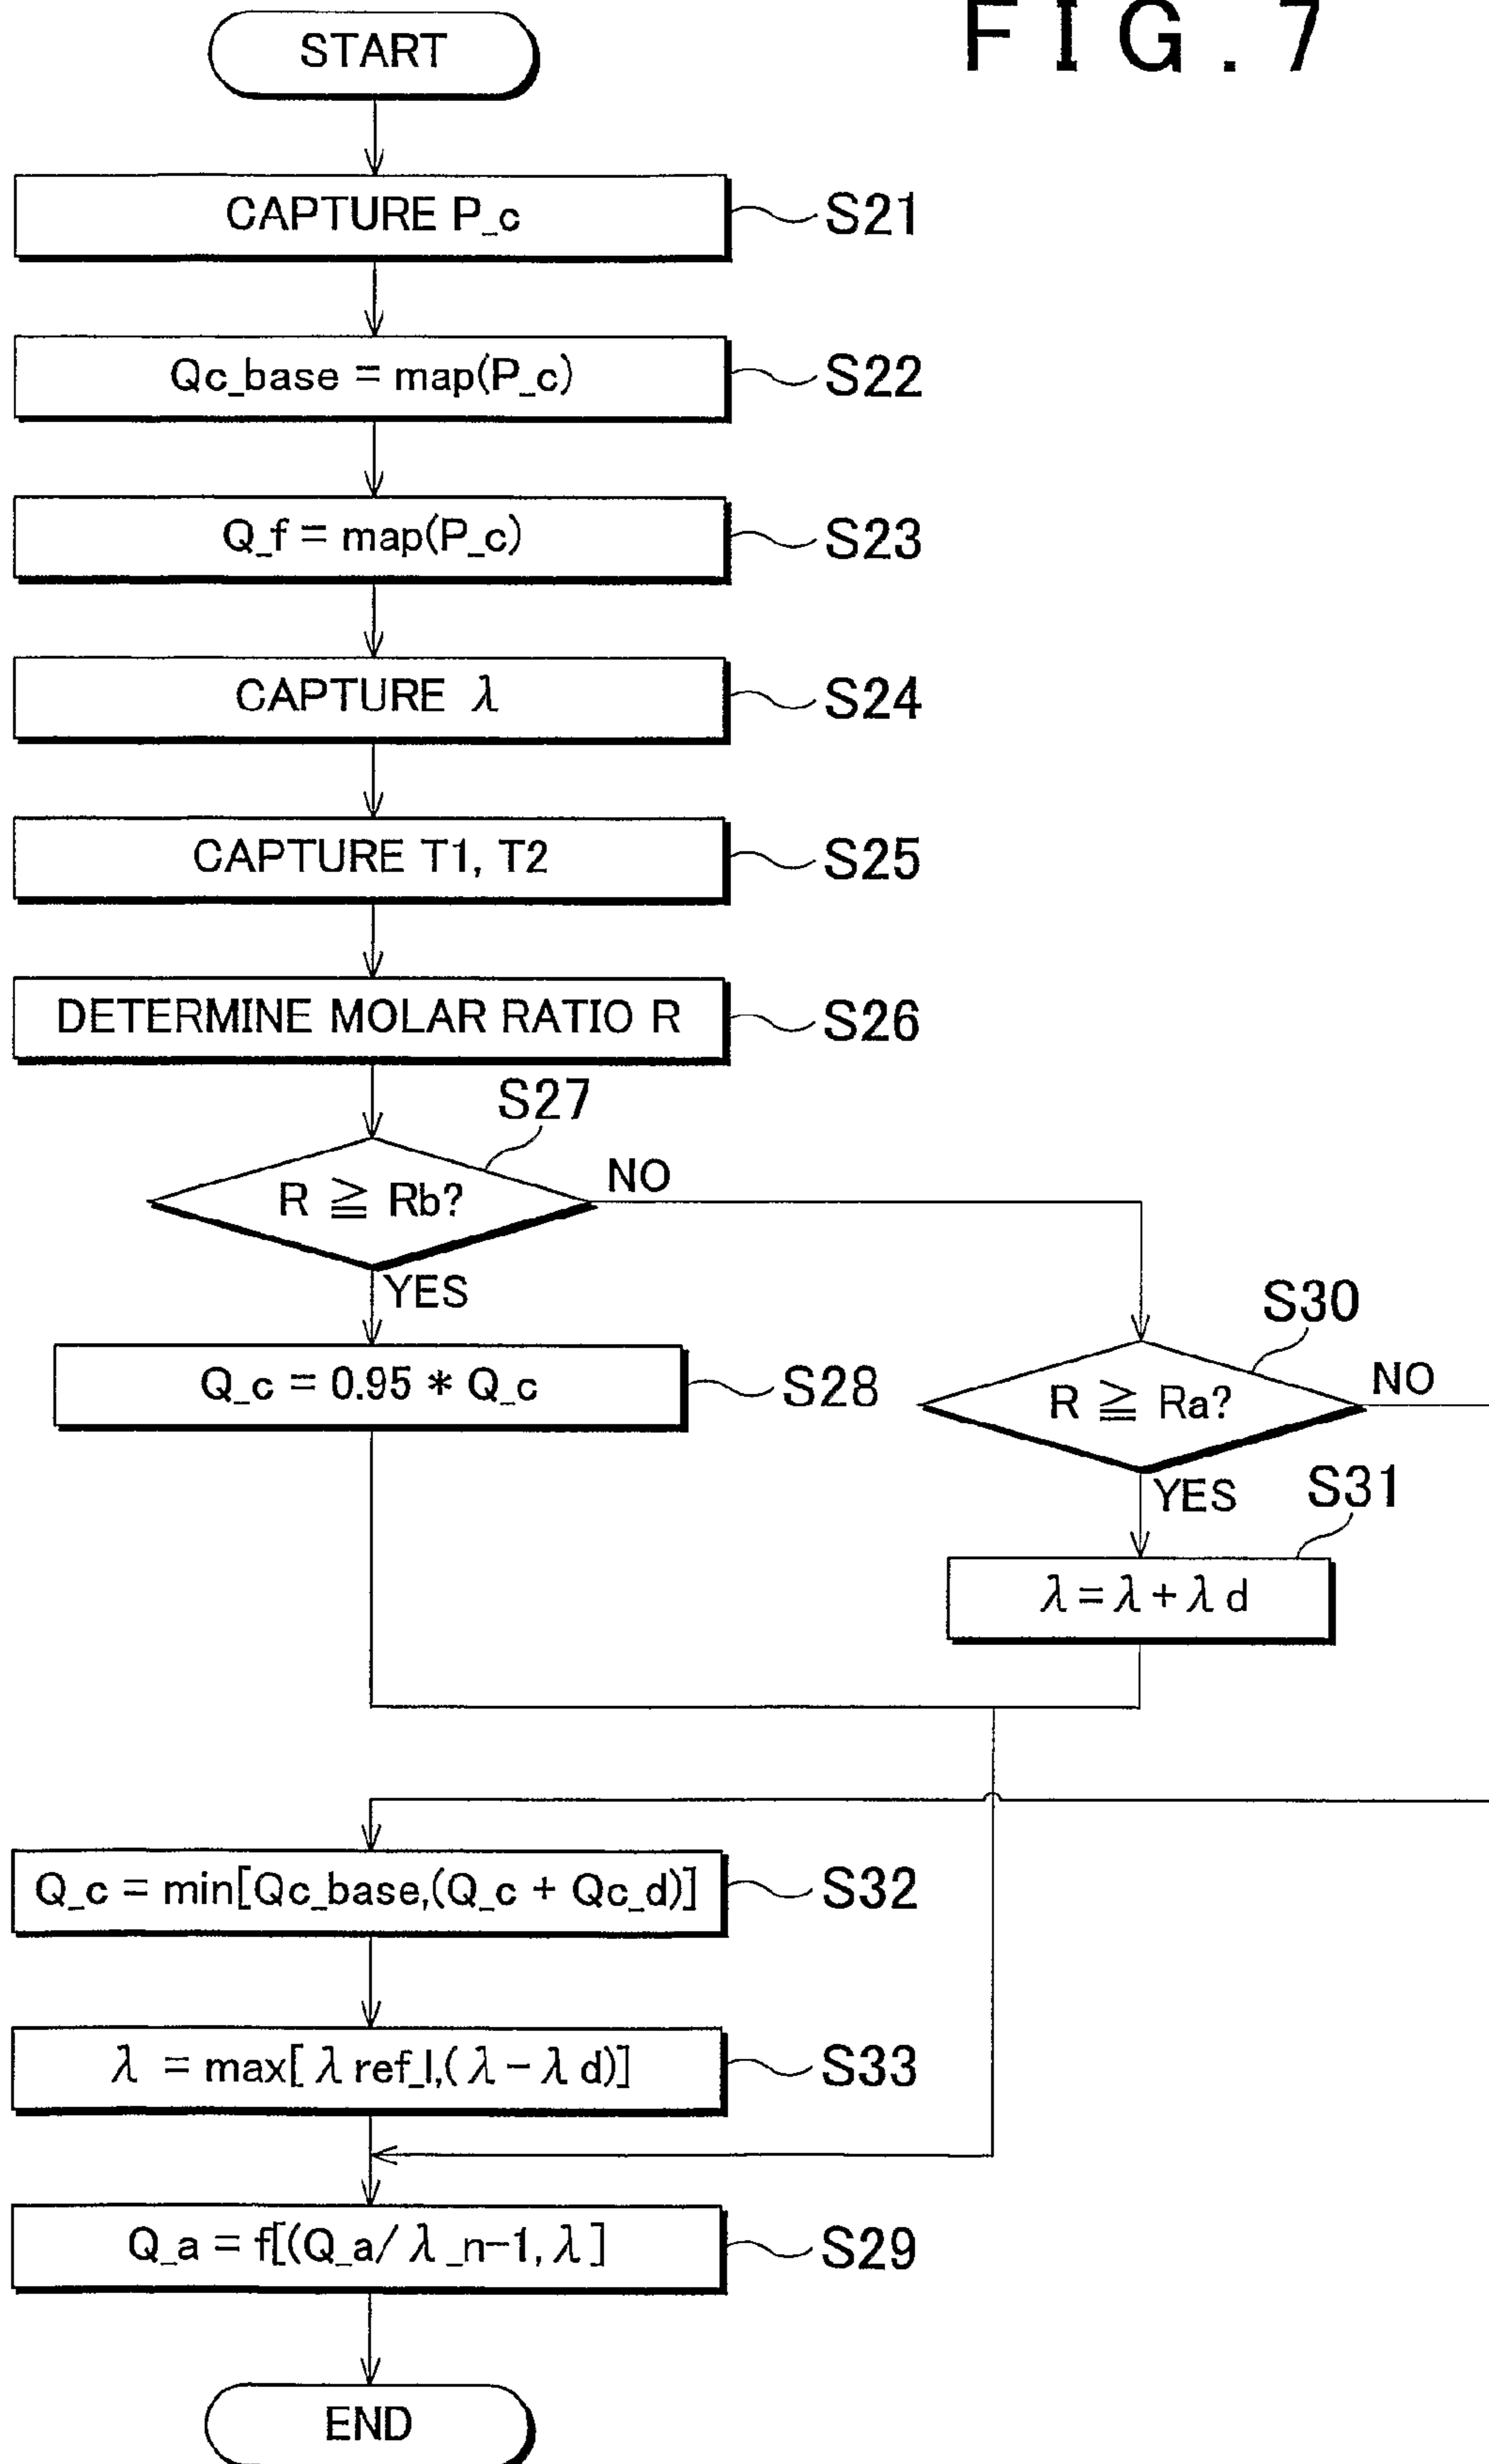 FIG.7
START
CAPTURE P_c
S21
Qc_base = map(P_c)
S22
Q_f = map(P_c)
S23
CAPTURE λ
S24
CAPTURE T1, T2
S25
DETERMINE MOLAR RATIO R
S26
S27
R ≧ Rb?
NO
YES
S30
Q_c = 0.95 * Q_c
S28
R ≧ Ra?
NO
YES
S31
λ = λ + λ d
Q_c = min[Qc_base,(Q_c + Qc_d)]
S32
λ = max[ λ ref_l,( λ - λ d)]
S33
Q_a = f[(Q_a/ λ _n-1, λ ]
S29
END